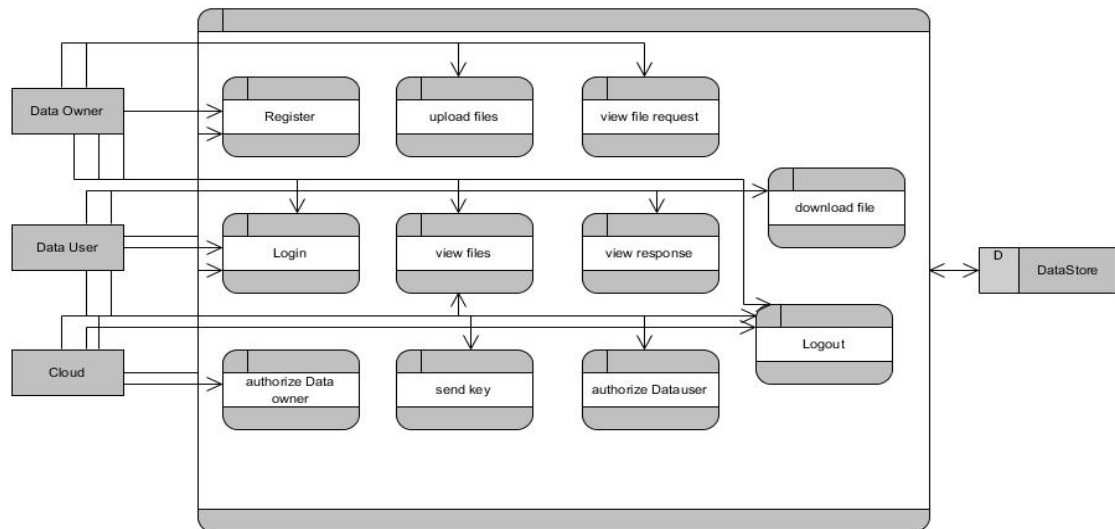 Data Owner
Register
upload files
view file request
download file
Data User
Login
view files
view response
D
DataStore
Logout
Cloud
authorize Data
owner
send key
authorize Datauser